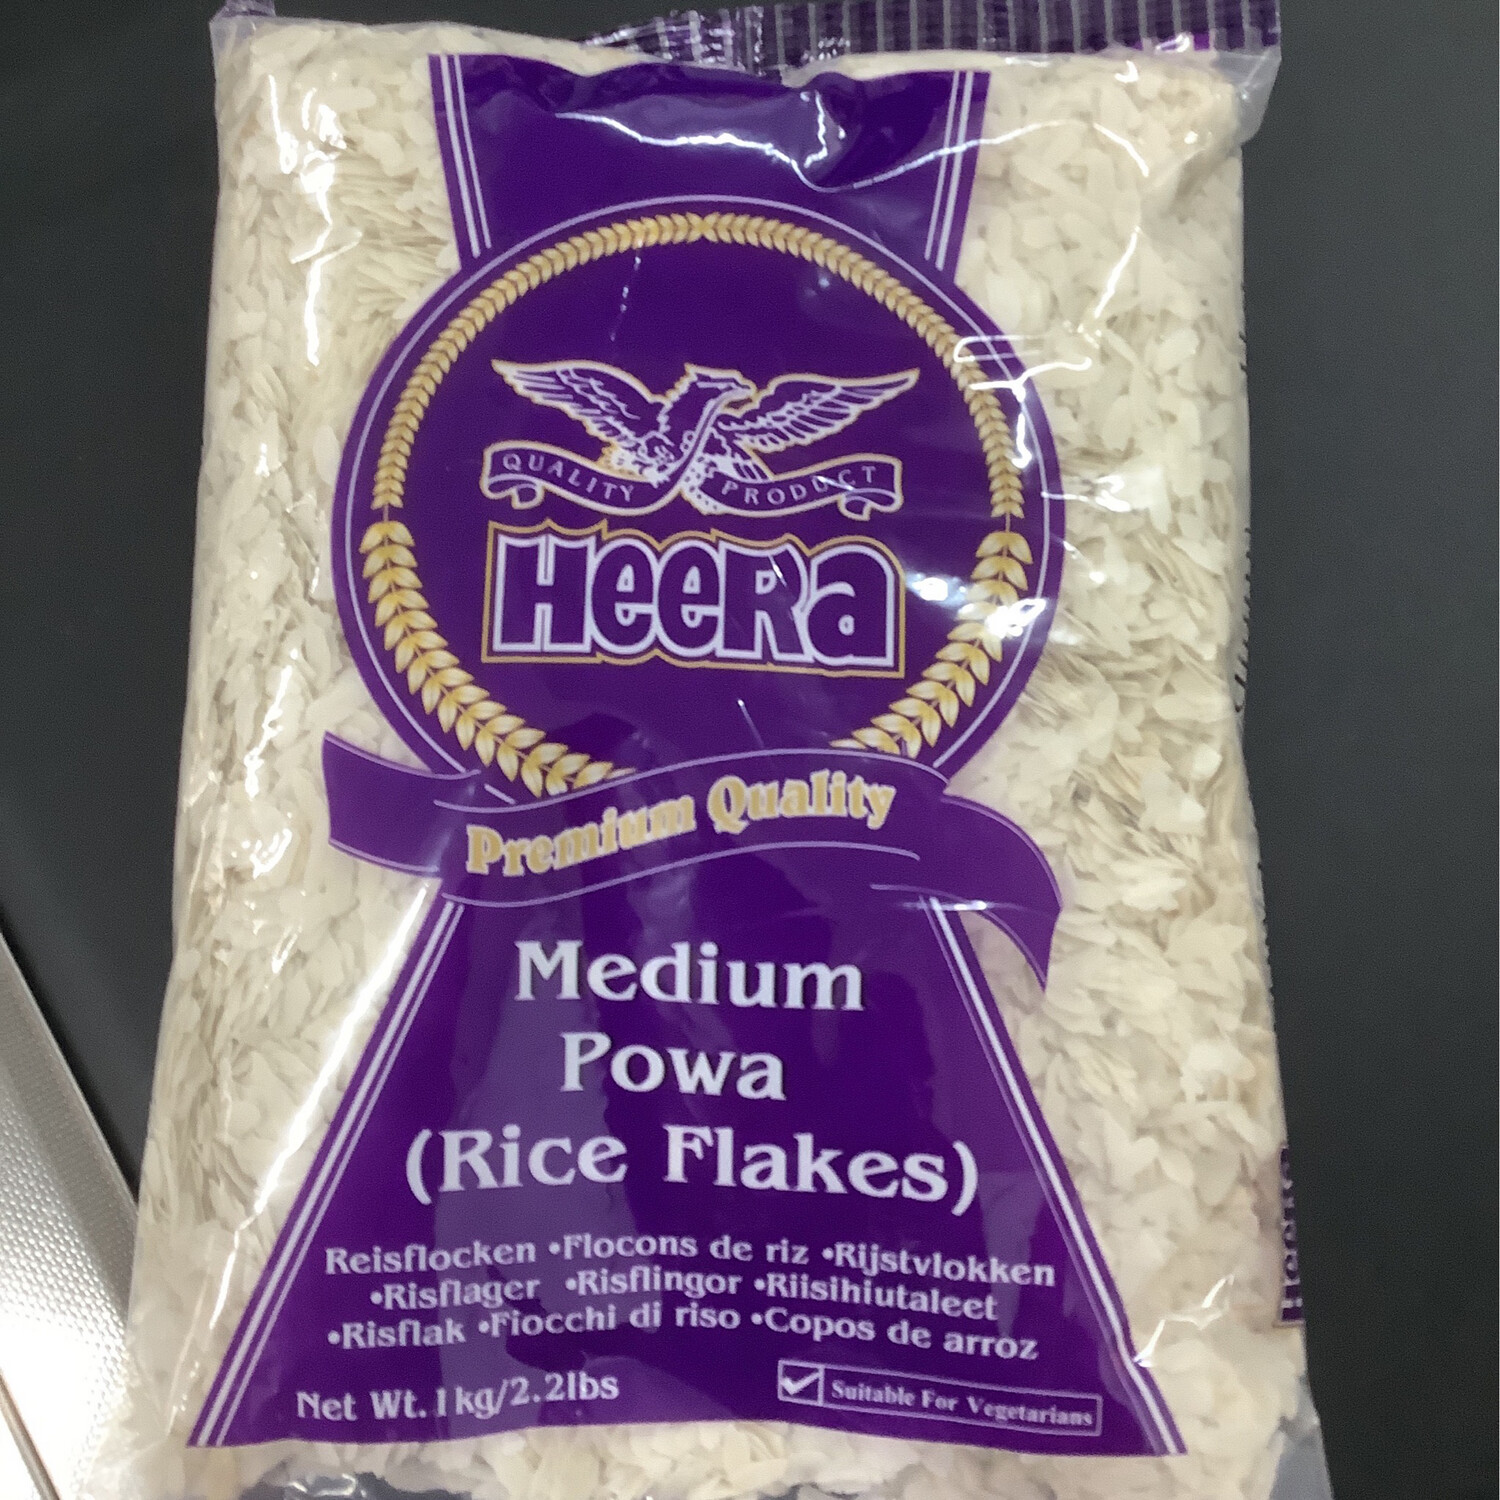 QUALITY PRODUCT
HeeRa
Premium Quality
Medium
Powa
(Rice Flakes)
Reisflocken •Flocons de riz •Rijstvlokken
•Risflager •Risflingor •Riisihiutaleet
•Risflak •Fiocchi di riso •Copos de arroz
Net Wt. 1kg/2.2lbs
Suitable For Vegetarians